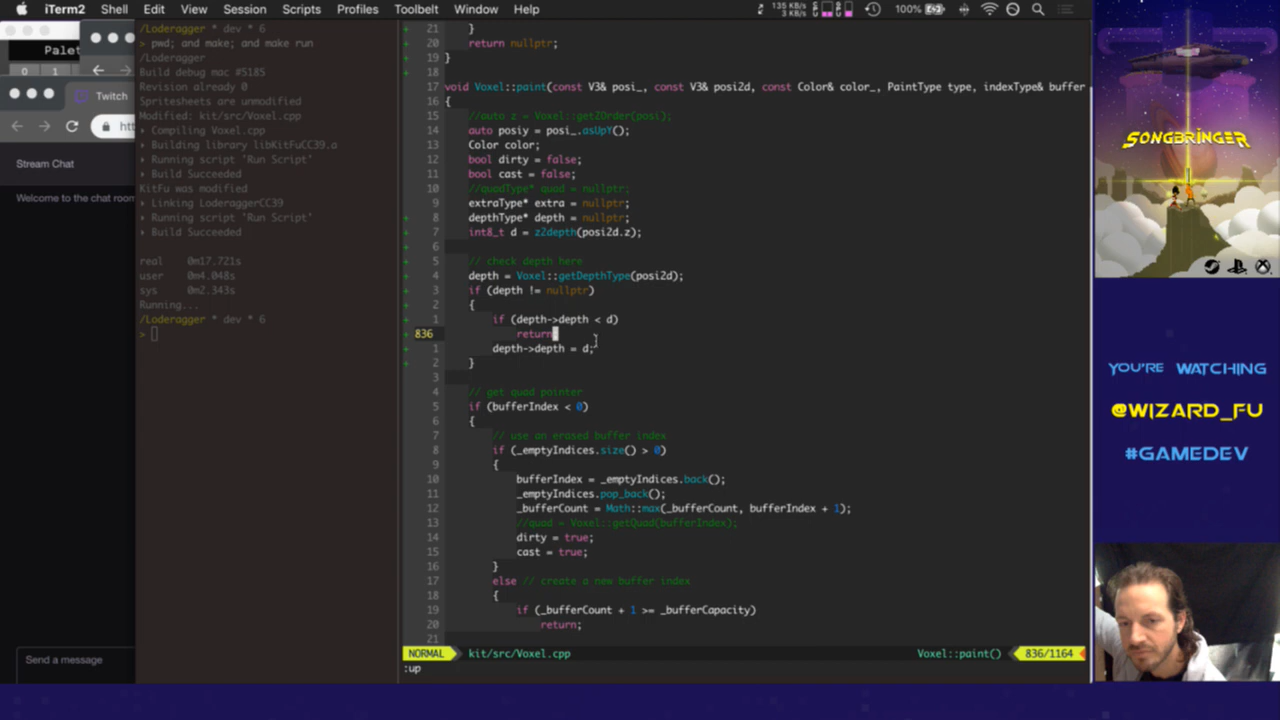 iTerm2 Shell Edit View Session Scripts Profiles Toolbelt Window Help
135 KB/s
3 KB/s
100%
Palet
0 1
Twitch
htt
Stream Chat
Welcome to the chat room
Send a message
/Loderagger * dev * 6
> pwd; and make; and make run
/Loderagger
Build debug mac #5185
Revision already 0
Spritesheets are unmodified
Modified: kit/src/Voxel.cpp
▸ Compiling Voxel.cpp
▸ Building library libKitFuCC39.a
▸ Running script 'Run Script'
▸ Build Succeeded
KitFu was modified
▸ Linking LoderaggerCC39
▸ Running script 'Run Script'
▸ Build Succeeded
real 0m17.721s
user 0m4.048s
sys 0m2.343s
Running...
/Loderagger * dev * 6
>
+ 21 }
+ 20 return nullptr;
+ 19 }
+ 18
17 void Voxel::paint(const V3& posi_, const V3& posi2d, const Color& color_, PaintType type, indexType& buffer
16 {
15 //auto z = Voxel::getZOrder(posi);
14 auto posiy = posi_.asUpY();
13 Color color;
12 bool dirty = false;
11 bool cast = false;
10 //quadType* quad = nullptr;
9 extraType* extra = nullptr;
+ 8 depthType* depth = nullptr;
+ 7 int8_t d = z2depth(posi2d.z);
+ 6
+ 5 // check depth here
+ 4 depth = Voxel::getDepthType(posi2d);
+ 3 if (depth != nullptr)
+ 2 {
+ 1 if (depth->depth < d)
+ 836 return
+ 1 depth->depth = d;
+ 2 }
3
4 // get quad pointer
5 if (bufferIndex < 0)
6 {
7 // use an erased buffer index
8 if (_emptyIndices.size() > 0)
9 {
10 bufferIndex = _emptyIndices.back();
11 _emptyIndices.pop_back();
12 _bufferCount = Math::max(_bufferCount, bufferIndex + 1);
13 //quad = Voxel::getQuad(bufferIndex);
14 dirty = true;
15 cast = true;
16 }
17 else // create a new buffer index
18 {
19 if (_bufferCount + 1 >= _bufferCapacity)
20 return;
21
NORMAL kit/src/Voxel.cpp Voxel::paint() 836/1164
:up
SONGBRINGER
YOU'RE WATCHING
@WIZARD_FU
#GAMEDEV